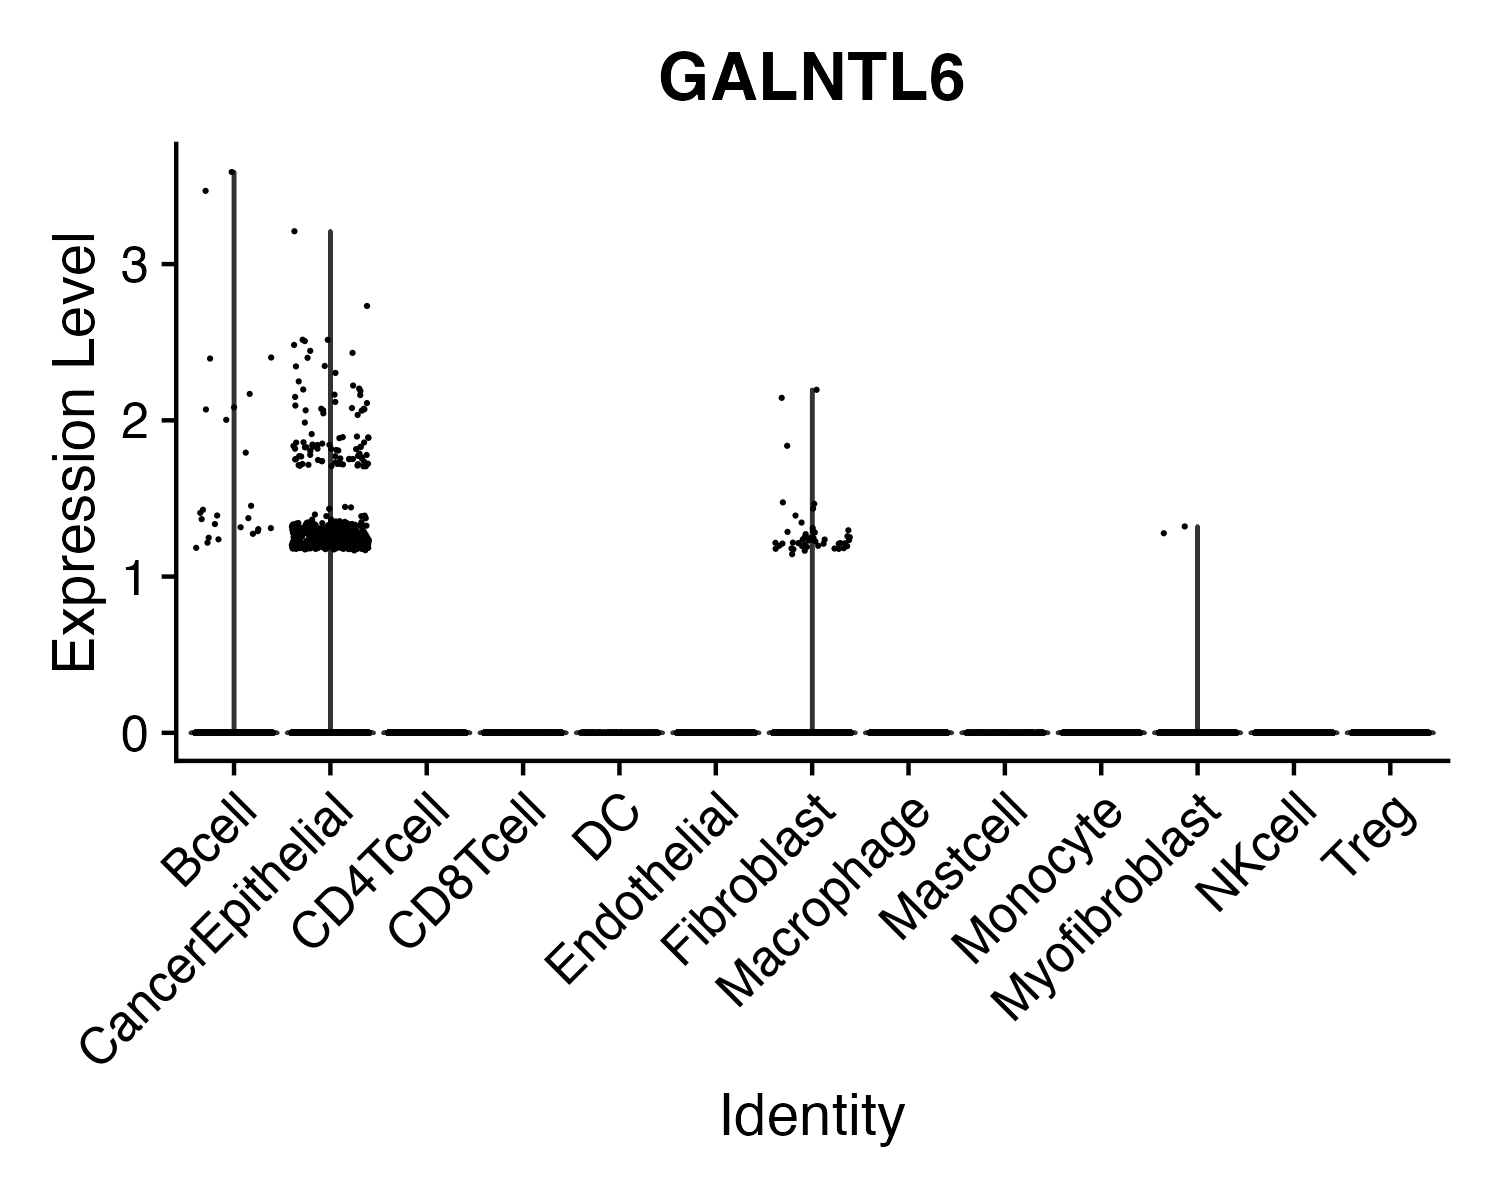 GALNTL6
Expression Level
3
2
1
0
Bcell
CancerEpithelial
CD4Tcell
CD8Tcell
DC
Endothelial
Fibroblast
Macrophage
Mastcell
Monocyte
Myofibroblast
NKcell
Treg
Identity